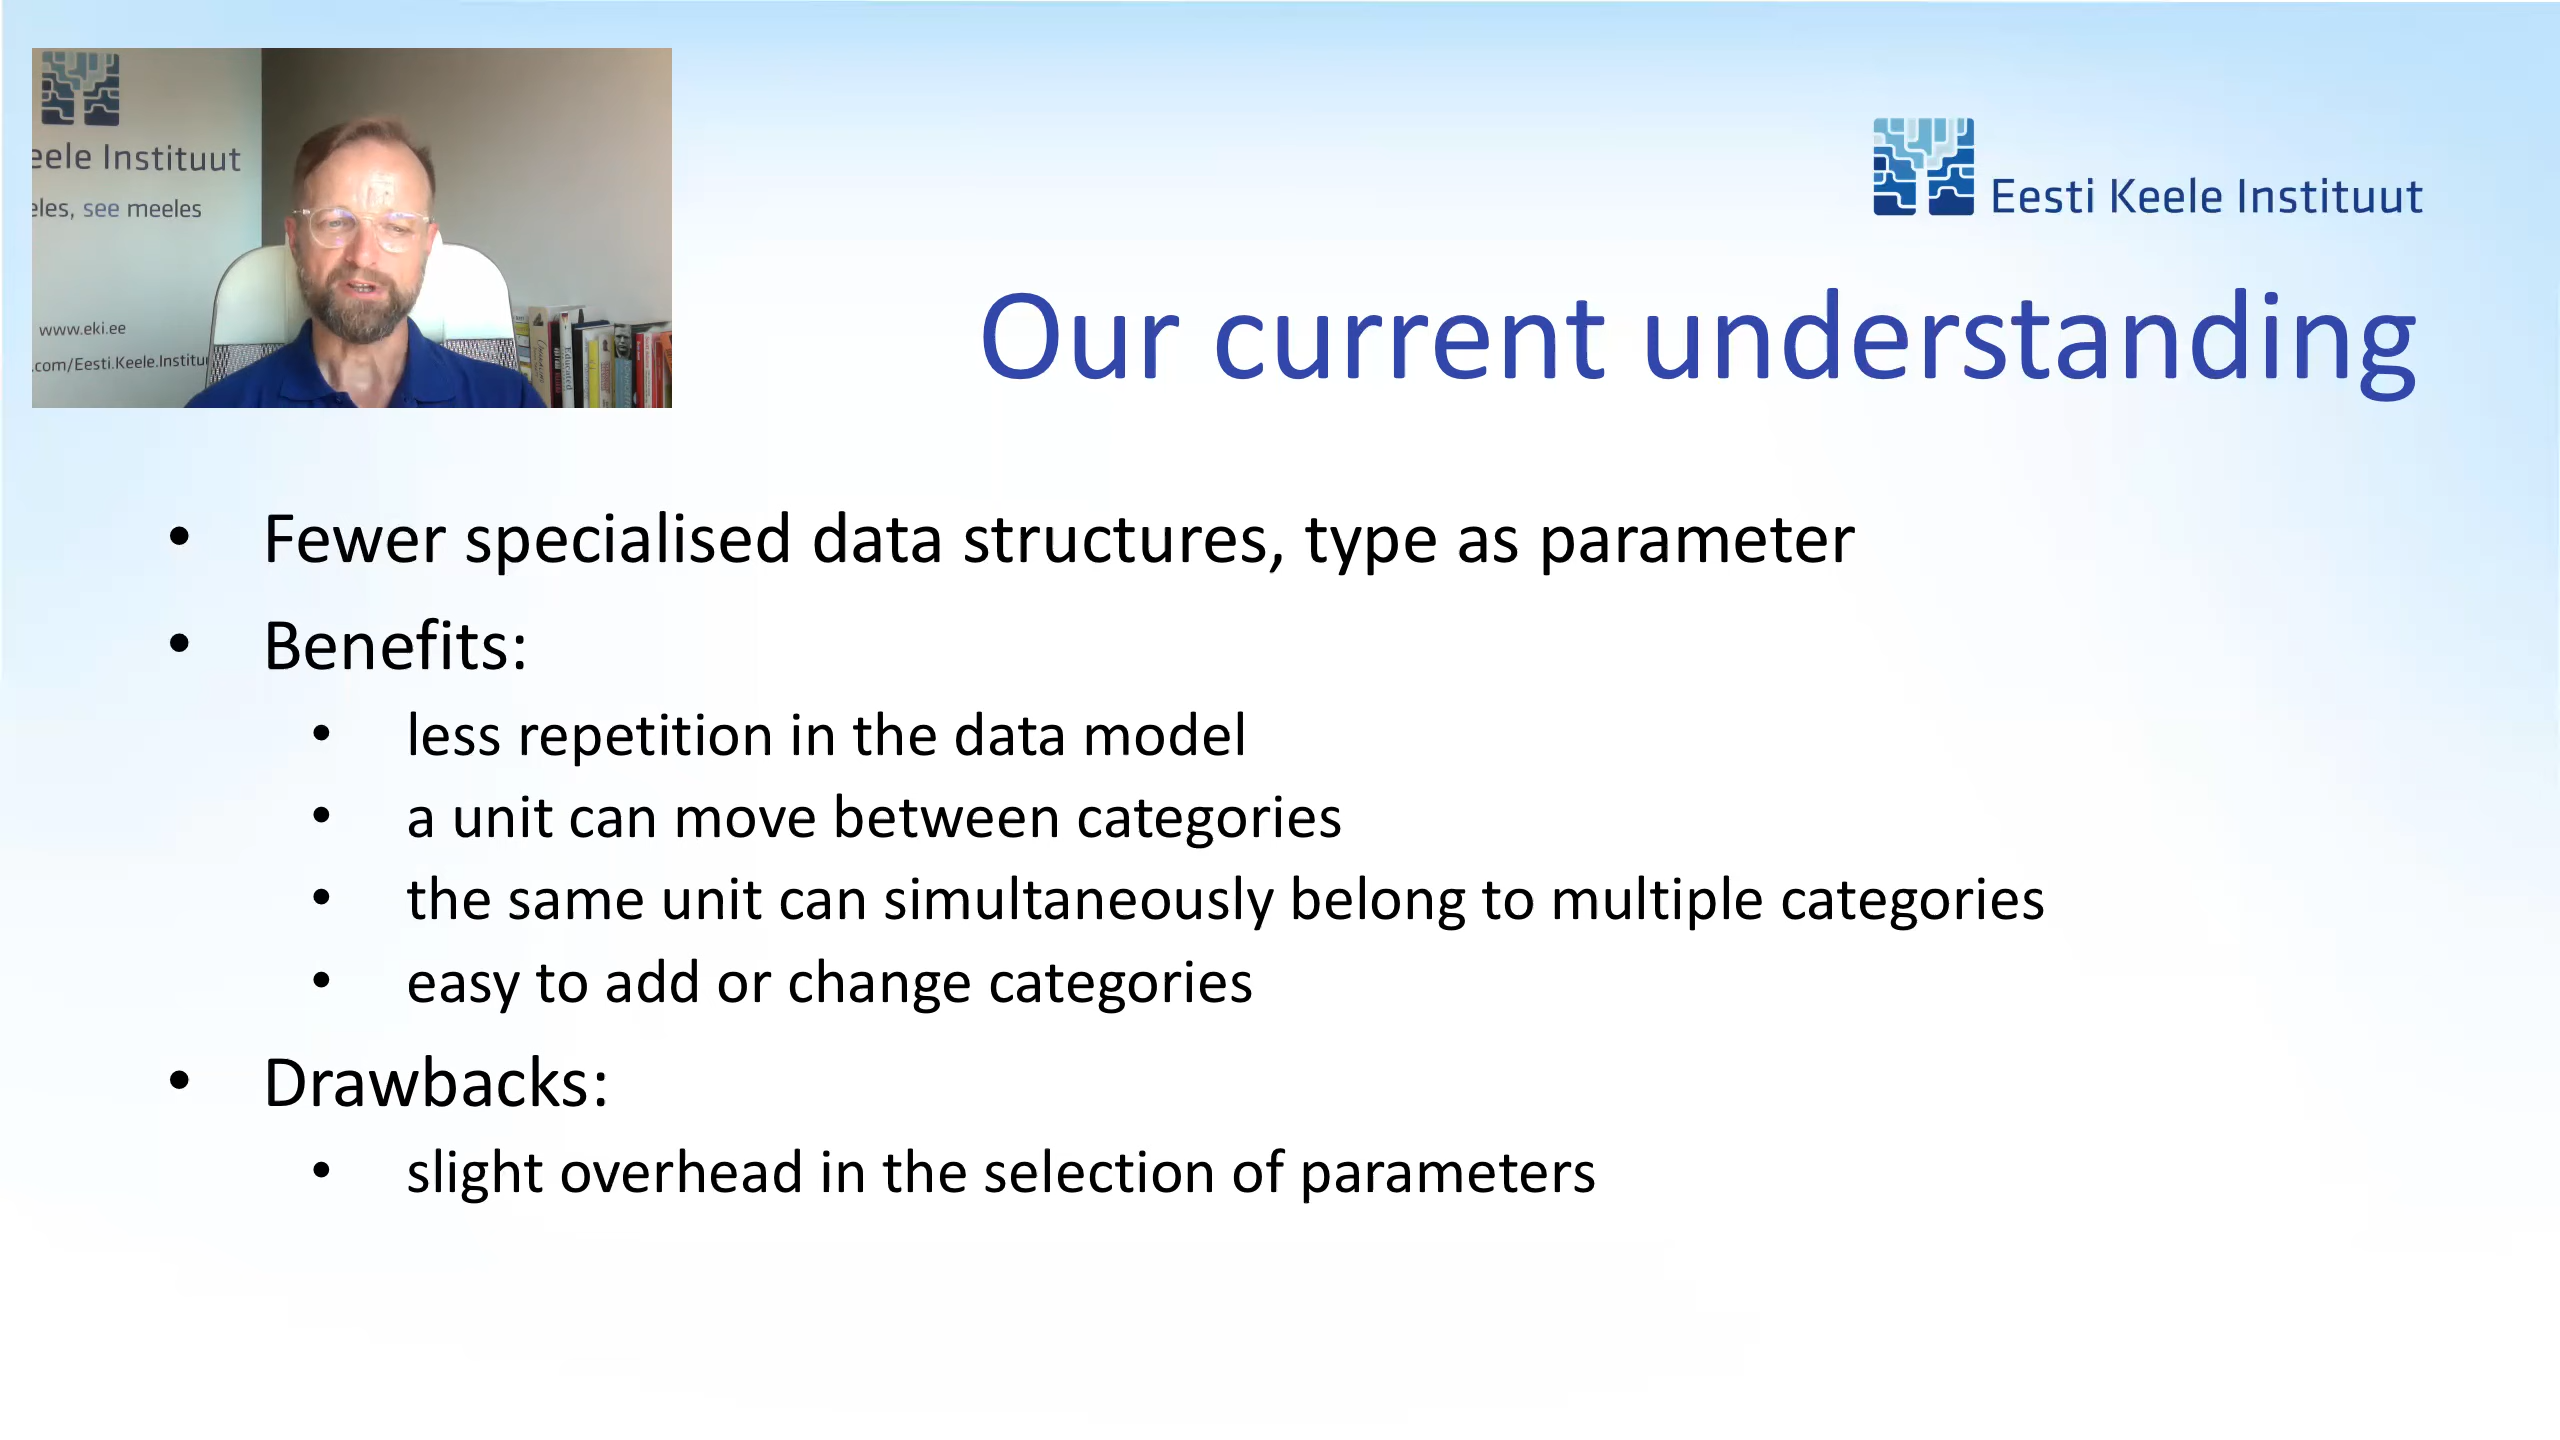 eele Instituut
eles, see meeles
www.eki.ee
.com/Eesti.Keele.Institu
Educated
Eesti Keele Instituut
Our current understanding
• Fewer specialised data structures, type as parameter
• Benefits:
• less repetition in the data model
• a unit can move between categories
• the same unit can simultaneously belong to multiple categories
• easy to add or change categories
• Drawbacks:
• slight overhead in the selection of parameters